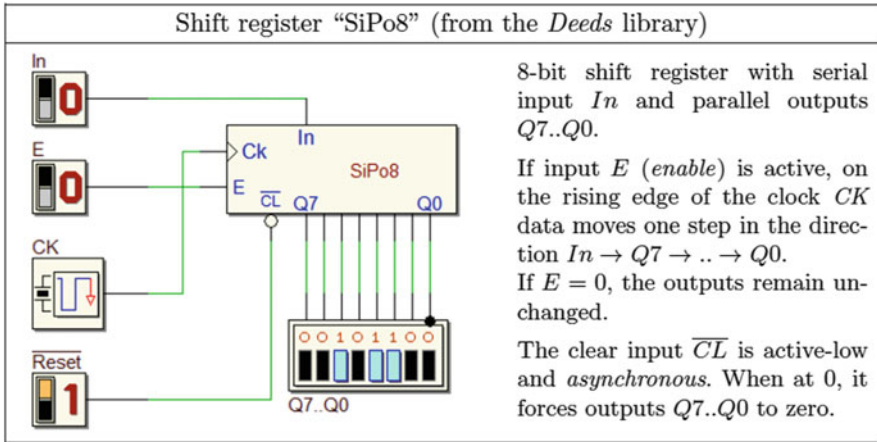 Shift register “SiPo8” (from the Deeds library)
In
0
E
0
CK
Reset
1
In
Ck
SiPo8
E
CL
Q7
Q0
0 0 1 0 1 1 0 0
Q7..Q0
8-bit shift register with serial
input In and parallel outputs
Q7..Q0.
If input E (enable) is active, on
the rising edge of the clock CK
data moves one step in the direc-
tion In → Q7 → .. → Q0.
If E = 0, the outputs remain un-
changed.
The clear input CL is active-low
and asynchronous. When at 0, it
forces outputs Q7..Q0 to zero.